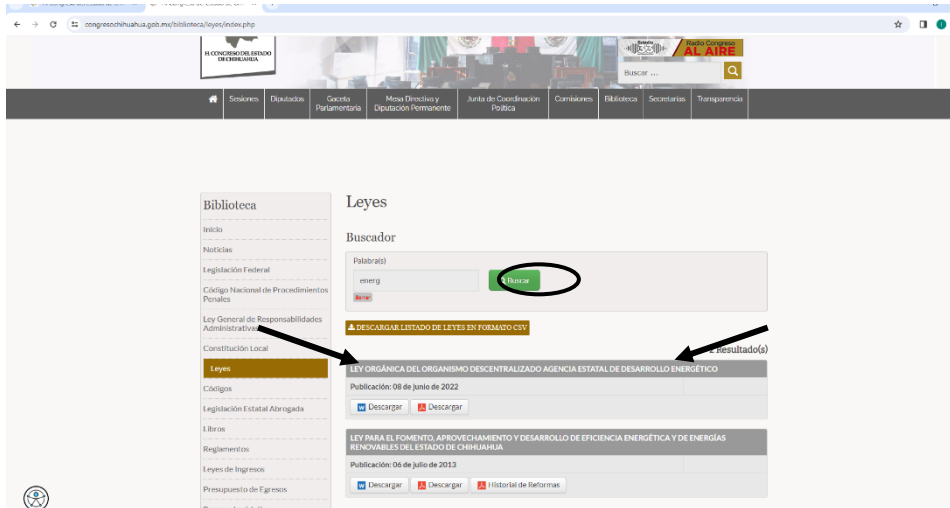 congresochihuahua.gob.mx/biblioteca/leyes/index.php
H. CONGRESO DEL ESTADO
DE CHIHUAHUA
Radio Congreso
AL AIRE
Buscar ...
Sesiones
Diputados
Gaceta
Parlamentaria
Mesa Directiva y
Diputación Permanente
Junta de Coordinación
Política
Comisiones
Biblioteca
Secretarías
Transparencia
Biblioteca
Inicio
Noticias
Legislación Federal
Código Nacional de Procedimientos
Penales
Ley General de Responsabilidades
Administrativas
Constitución Local
Leyes
Códigos
Legislación Estatal Abrogada
Libros
Reglamentos
Leyes de Ingresos
Presupuesto de Egresos
Leyes
Buscador
Palabra(s)
energ
Buscar
Borrar
DESCARGAR LISTADO DE LEYES EN FORMATO CSV
2 Resultado(s)
LEY ORGÁNICA DEL ORGANISMO DESCENTRALIZADO AGENCIA ESTATAL DE DESARROLLO ENERGÉTICO
Publicación: 08 de junio de 2022
Descargar Descargar
LEY PARA EL FOMENTO, APROVECHAMIENTO Y DESARROLLO DE EFICIENCIA ENERGÉTICA Y DE ENERGÍAS
RENOVABLES DEL ESTADO DE CHIHUAHUA
Publicación: 06 de julio de 2013
Descargar Descargar Historial de Reformas